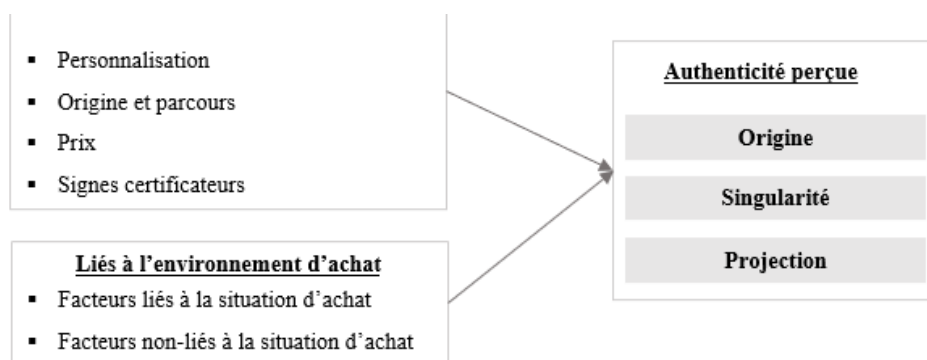 Personnalisation
Origine et parcours
Prix
Signes certificateurs
Liés à l’environnement d’achat
Facteurs liés à la situation d’achat
Facteurs non-liés à la situation d’achat
Authenticité perçue
Origine
Singularité
Projection